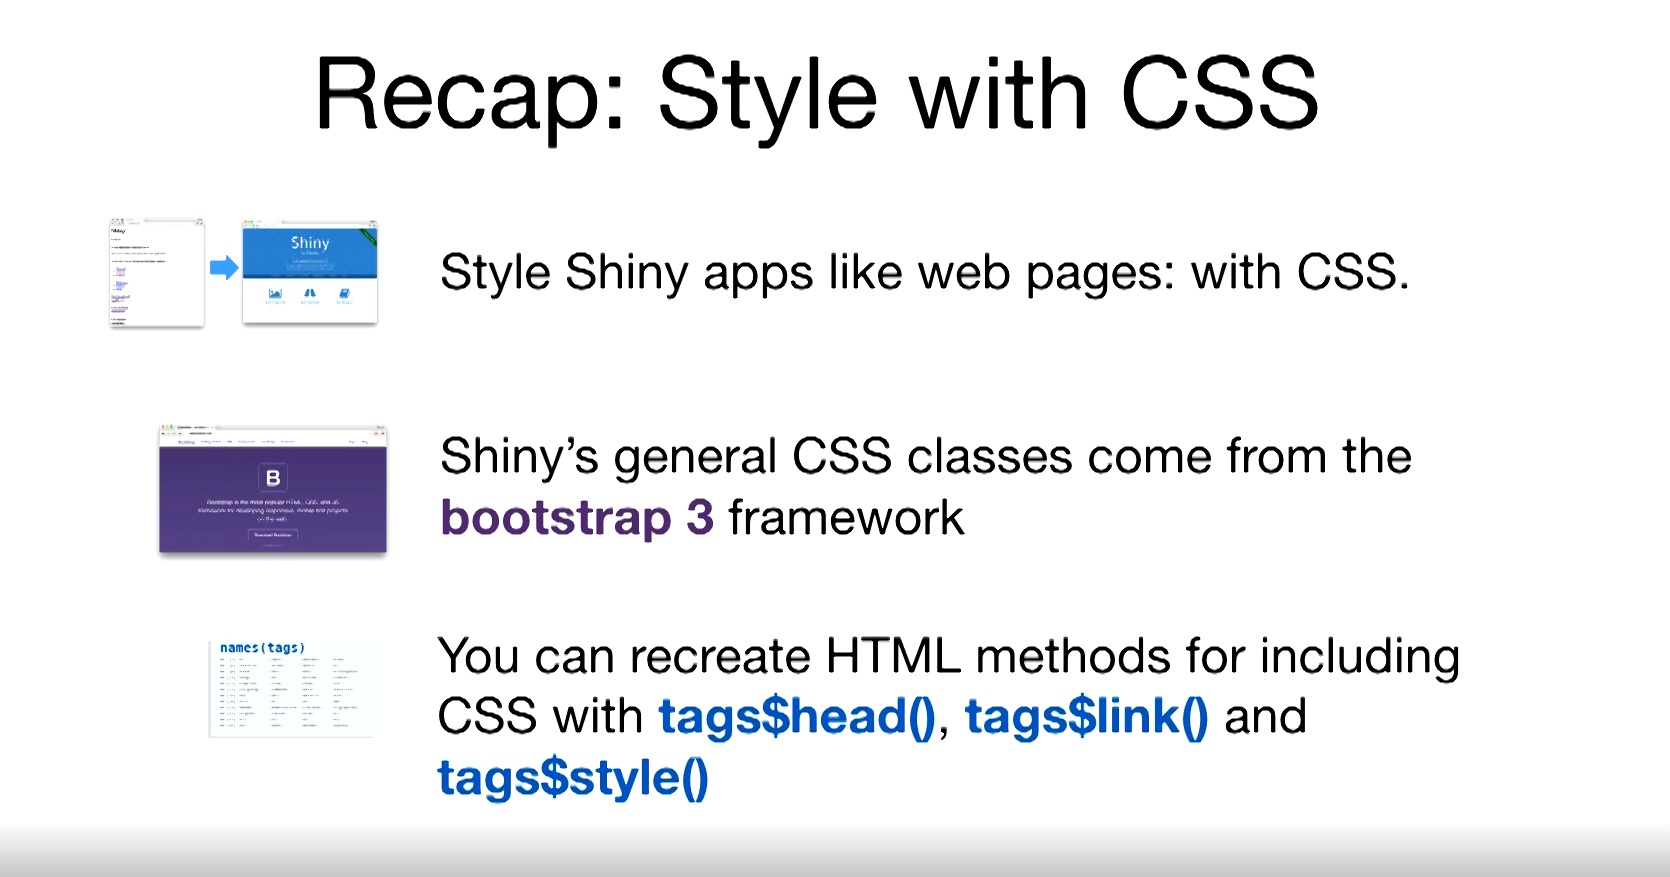 Recap: Style with CSS
Shiny
Style Shiny apps like web pages: with CSS.
B
Shiny’s general CSS classes come from the
bootstrap 3 framework
names(tags)
You can recreate HTML methods for including
CSS with tags$head(), tags$link() and
tags$style()